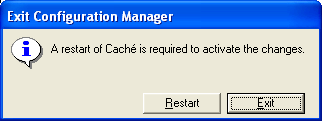 Exit Configuration Manager
A restart of Caché is required to activate the changes.
Restart
Exit